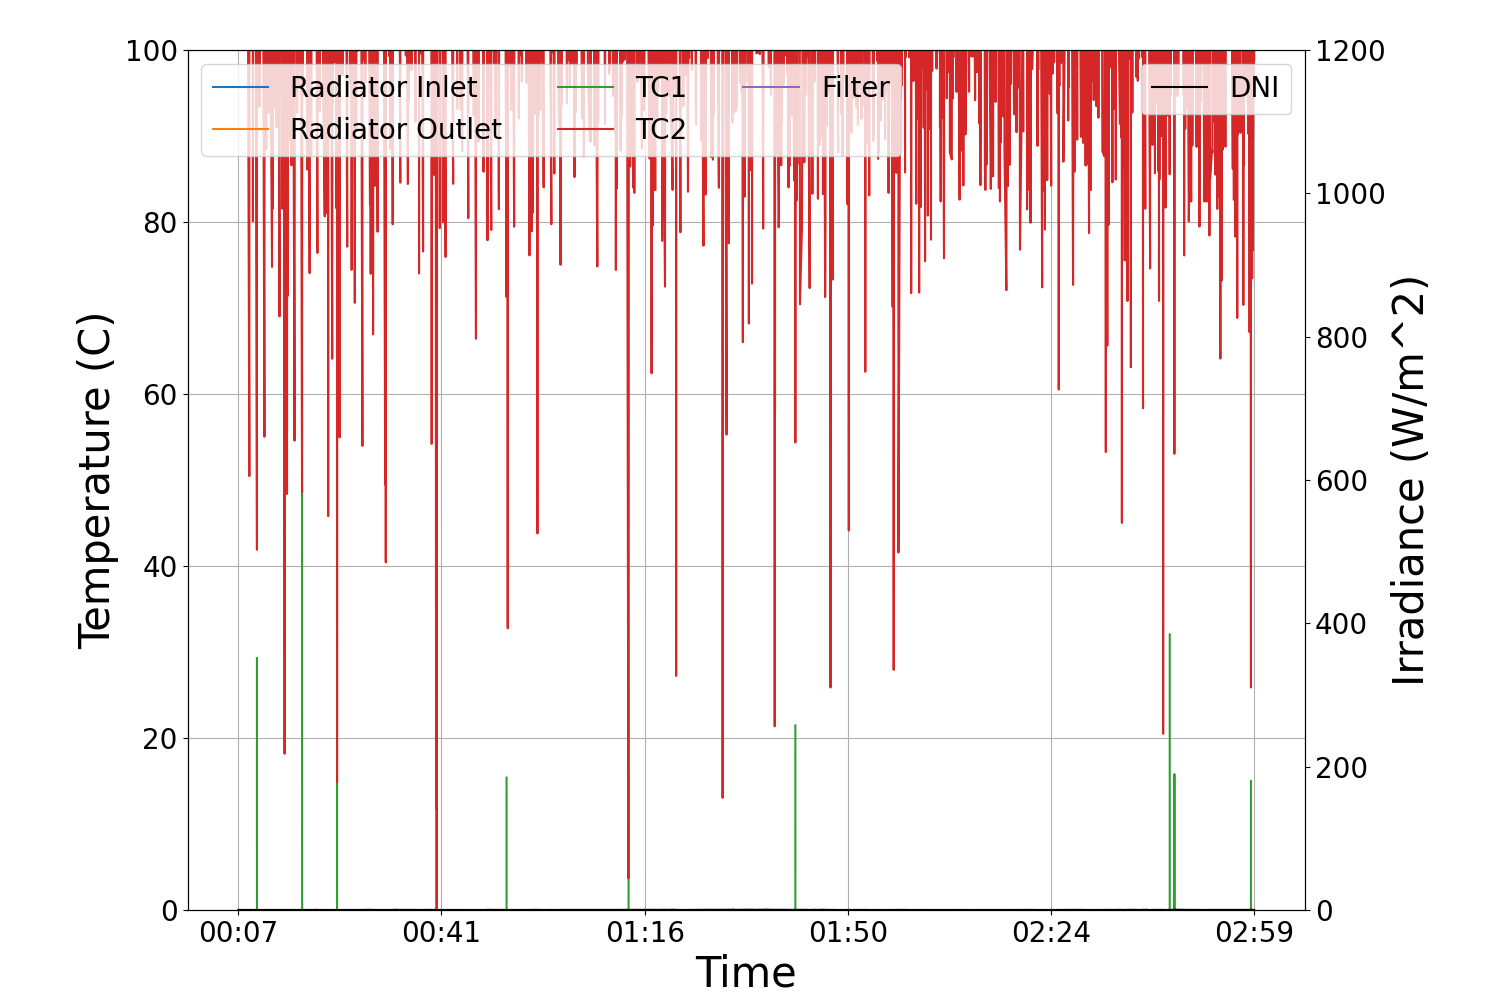 Radiator Inlet
Radiator Outlet
TC1
TC2
Filter
DNI
Temperature (C)
100
80
60
40
20
0
Irradiance (W/m^2)
1200
1000
800
600
400
200
0
00:07 00:41 01:16 01:50 02:24 02:59
Time